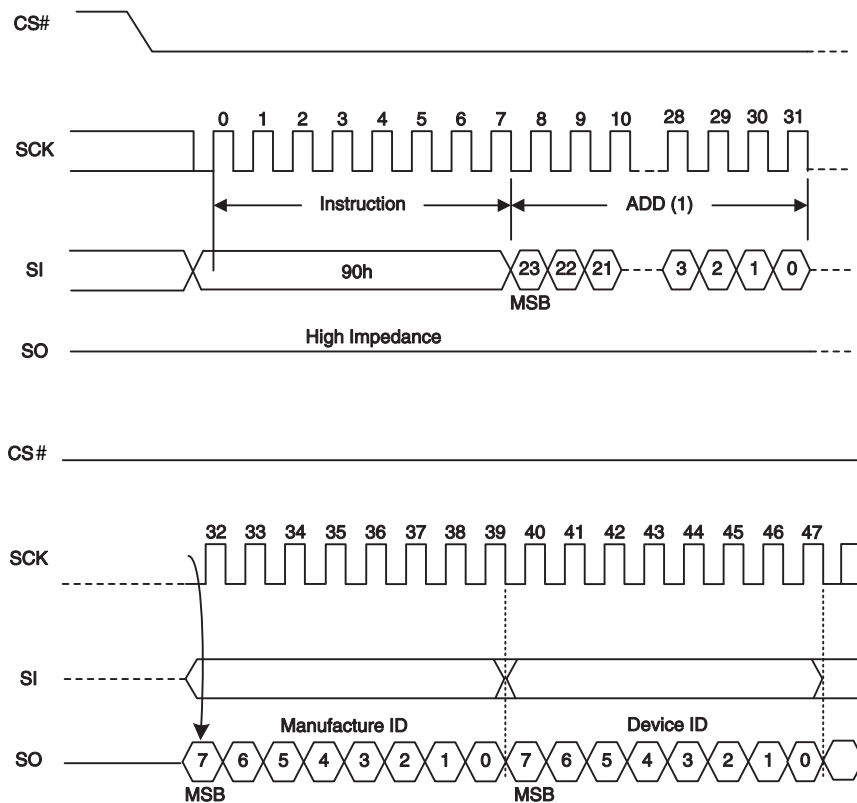 CS#
0 1 2 3 4 5 6 7 8 9 10 28 29 30 31
SCK
Instruction ADD (1)
SI 90h 23 22 21 3 2 1 0
MSB
High Impedance
SO
CS#
32 33 34 35 36 37 38 39 40 41 42 43 44 45 46 47
SCK
SI
Manufacture ID Device ID
SO 7 6 5 4 3 2 1 0 7 6 5 4 3 2 1 0
MSB MSB